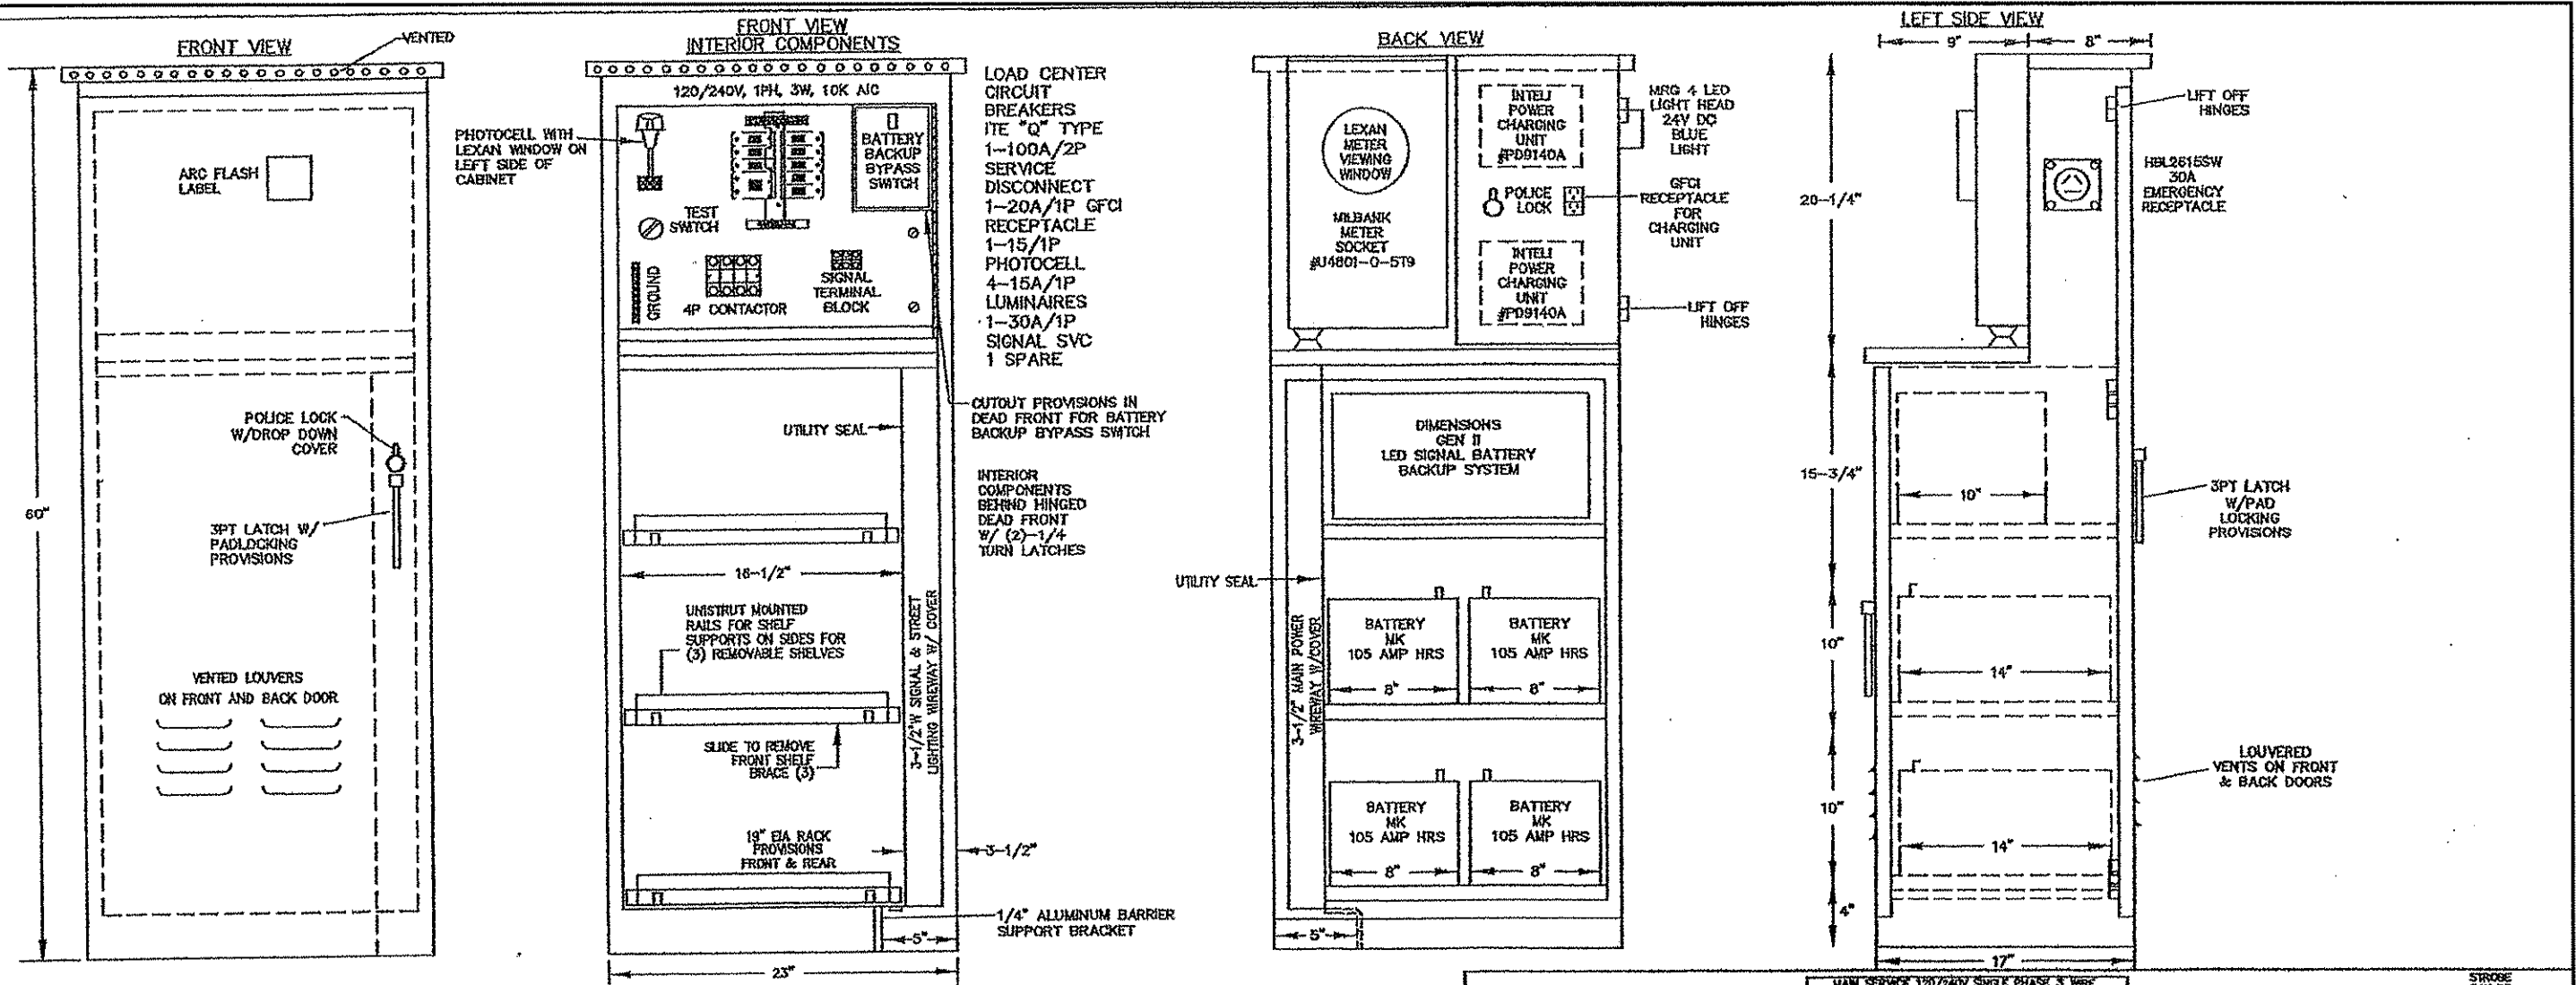 FRONT VIEW
VENTED
ARC FLASH
LABEL
POLICE LOCK
W/DROP DOWN
COVER
3PT LATCH W/
PADLOCKING
PROVISIONS
60"
VENTED LOUVERS
ON FRONT AND BACK DOOR
FRONT VIEW
INTERIOR COMPONENTS
120/240V, 1PH, 3W, 10K AIC
PHOTOCELL WITH
LEXAN WINDOW ON
LEFT SIDE OF
CABINET
BATTERY
BACKUP
BYPASS
SWITCH
TEST
SWITCH
GROUND
4P CONTACTOR
SIGNAL
TERMINAL
BLOCK
LOAD CENTER
CIRCUIT
BREAKERS
ITE "Q" TYPE
1-100A/2P
SERVICE
DISCONNECT
1-20A/1P GFCI
RECEPTACLE
1-15/1P
PHOTOCELL
4-15A/1P
LUMINAIRES
1-30A/1P
SIGNAL SVC
1 SPARE
CUTOUT PROVISIONS IN
DEAD FRONT FOR BATTERY
BACKUP BYPASS SWITCH
UTILITY SEAL
INTERIOR
COMPONENTS
BEHIND HINGED
DEAD FRONT
W/ (2)-1/4
TURN LATCHES
18-1/2"
UNISTRUT MOUNTED
RAILS FOR SHELF
SUPPORTS ON SIDES FOR
(3) REMOVABLE SHELVES
3-1/2"W SIGNAL & STREET
LIGHTING WIREWAY W/ COVER
SLIDE TO REMOVE
FRONT SHELF
BRACE (3)
19" EIA RACK
PROVISIONS
FRONT & REAR
3-1/2"
1/4" ALUMINUM BARRIER
SUPPORT BRACKET
5"
23"
BACK VIEW
LEXAN
METER
VIEWING
WINDOW
MILBANK
METER
SOCKET
#U4801-O-5T9
INTELI
POWER
CHARGING
UNIT
#PD9140A
POLICE
LOCK
INTELI
POWER
CHARGING
UNIT
#PD9140A
MRG 4 LED
LIGHT HEAD
24V DC
BLUE
LIGHT
GFCI
RECEPTACLE
FOR
CHARGING
UNIT
LIFT OFF
HINGES
DIMENSIONS
GEN II
LED SIGNAL BATTERY
BACKUP SYSTEM
UTILITY SEAL
3-1/2" MAIN POWER
WIREWAY W/COVER
BATTERY
MK
105 AMP HRS
8"
BATTERY
MK
105 AMP HRS
8"
BATTERY
MK
105 AMP HRS
8"
BATTERY
MK
105 AMP HRS
8"
5"
LEFT SIDE VIEW
9"
8"
LIFT OFF
HINGES
HBL2615SW
30A
EMERGENCY
RECEPTACLE
20-1/4"
15-3/4"
10"
3PT LATCH
W/PAD
LOCKING
PROVISIONS
10"
14"
LOUVERED
VENTS ON FRONT
& BACK DOORS
10"
14"
4"
17"
MAIN SERVICE 120/240V SINGLE PHASE 3 WIRE
STROBE